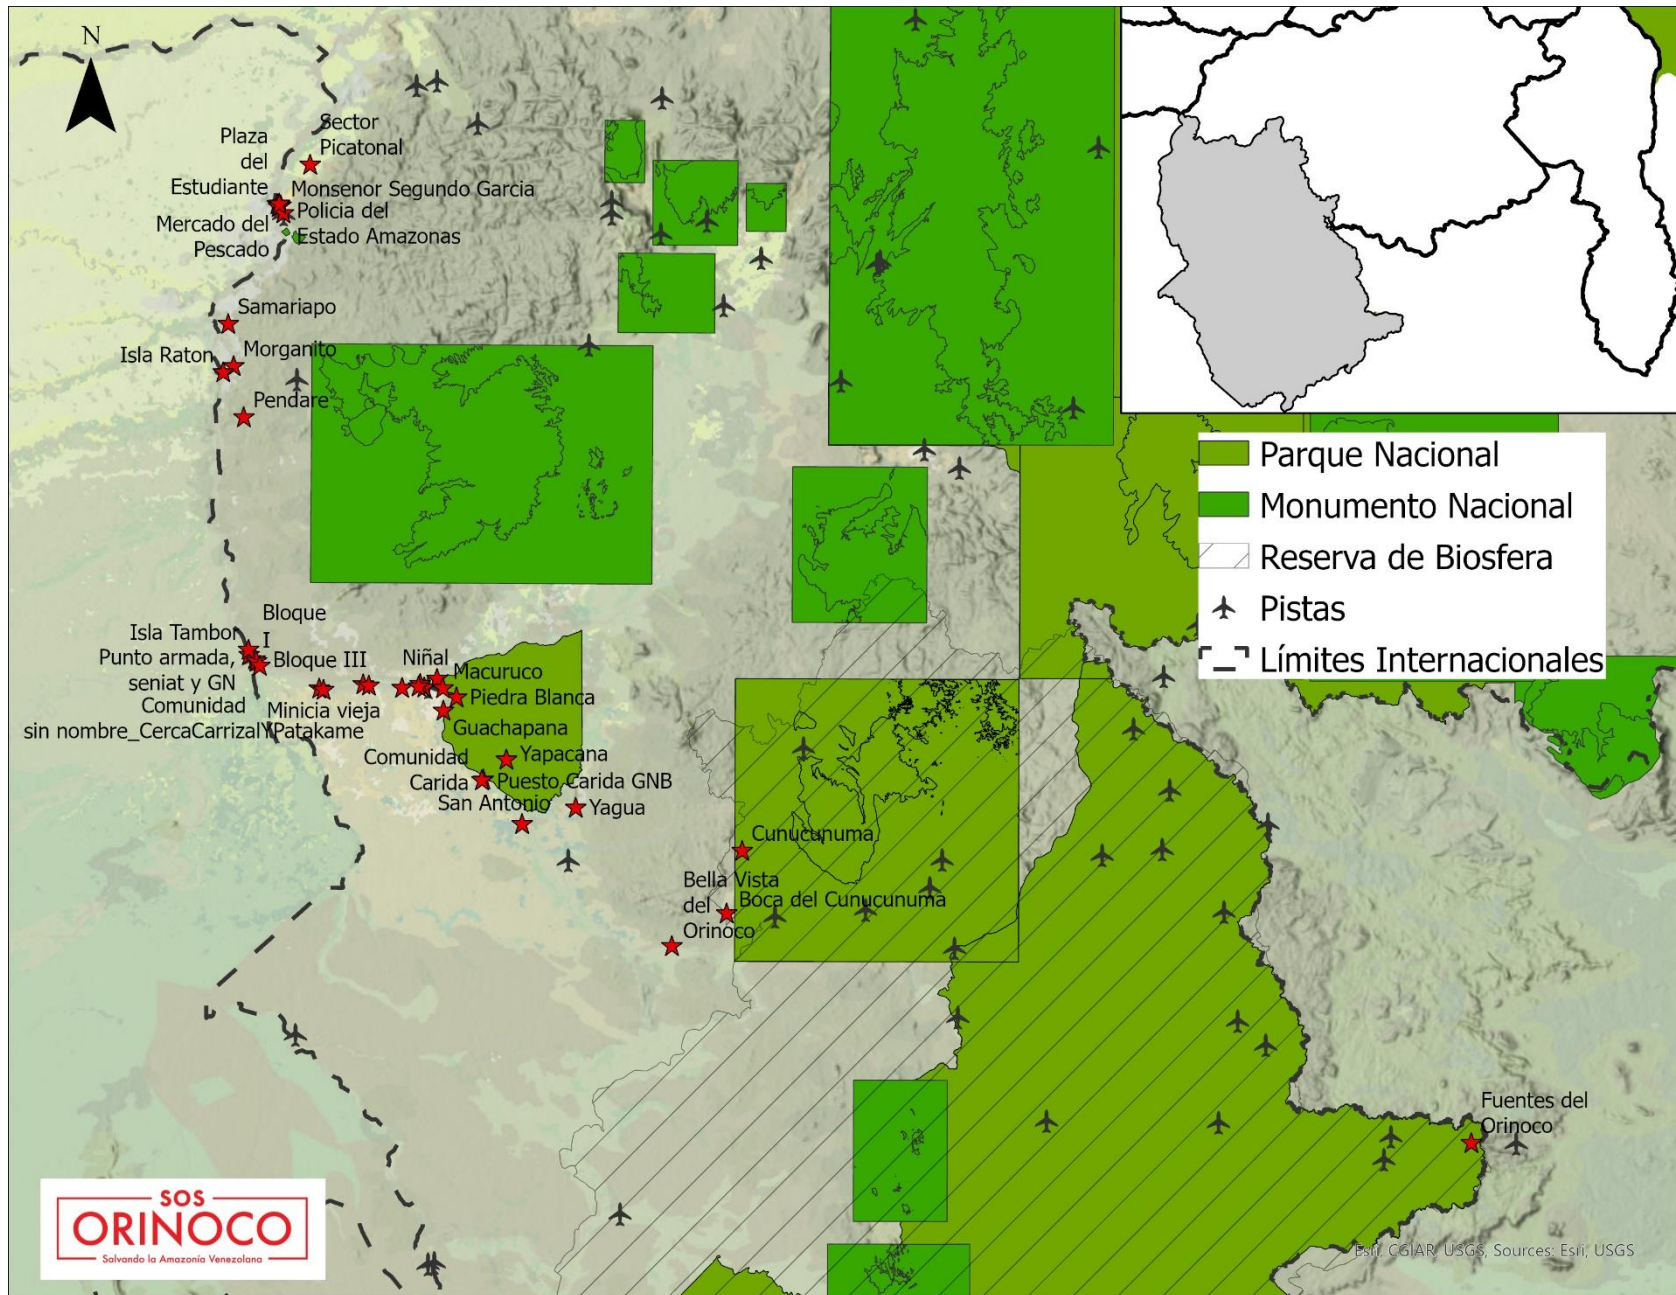 N
Sector
Picatonal
Plaza
del
Estudiante
Monsenor Segundo Garcia
Policia del
Estado Amazonas
Mercado del
Pescado
Samariapo
Isla Raton
Morganito
Pendare
Parque Nacional
Monumento Nacional
Reserva de Biosfera
Pistas
Límites Internacionales
Bloque
I
Isla Tambor
Punto armada,
seniat y GN
Bloque III
Comunidad
sin nombre_CercaCarrizalYPatakame
Minicia vieja
Niñal
Macuruco
Piedra Blanca
Guachapana
Comunidad
Carida
Yapacana
Puesto Carida GNB
San Antonio
Yagua
Cunucunuma
Bella Vista
del
Orinoco
Boca del Cunucunuma
Fuentes del
Orinoco
SOS
ORINOCO
Salvando la Amazonía Venezolana
Esri, CGIAR, USGS, Sources: Esri, USGS